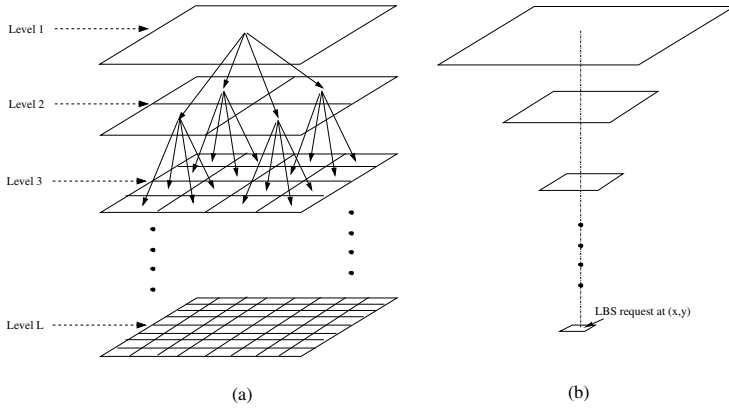 Level 1
Level 2
Level 3
Level L
LBS request at (x,y)
(a)
(b)